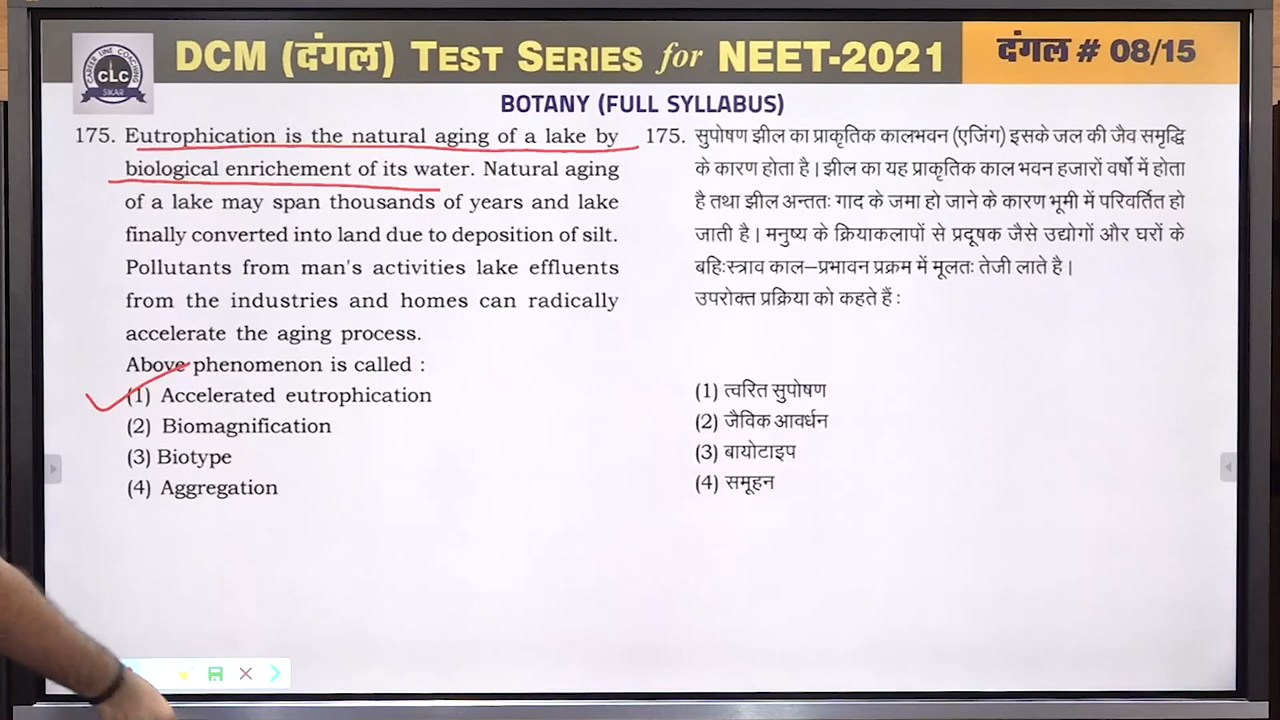 DCM (दंगल) TEST SERIES for NEET-2021
दंगल # 08/15
CAREER LINE COACHING
CLC
SIKAR
BOTANY (FULL SYLLABUS)
175. Eutrophication is the natural aging of a lake by
biological enrichement of its water. Natural aging
of a lake may span thousands of years and lake
finally converted into land due to deposition of silt.
Pollutants from man's activities lake effluents
from the industries and homes can radically
accelerate the aging process.
Above phenomenon is called :
(1) Accelerated eutrophication
(2) Biomagnification
(3) Biotype
(4) Aggregation
175. सुपोषण झील का प्राकृतिक कालभवन (एजिंग) इसके जल की जैव समृद्धि
के कारण होता है। झील का यह प्राकृतिक काल भवन हजारों वर्षों में होता
है तथा झील अन्ततः गाद के जमा हो जाने के कारण भूमी में परिवर्तित हो
जाती है। मनुष्य के क्रियाकलापों से प्रदूषक जैसे उद्योगों और घरों के
बहिःस्त्राव काल–प्रभावन प्रक्रम में मूलतः तेजी लाते है।
उपरोक्त प्रक्रिया को कहते हैं :
(1) त्वरित सुपोषण
(2) जैविक आवर्धन
(3) बायोटाइप
(4) समूहन